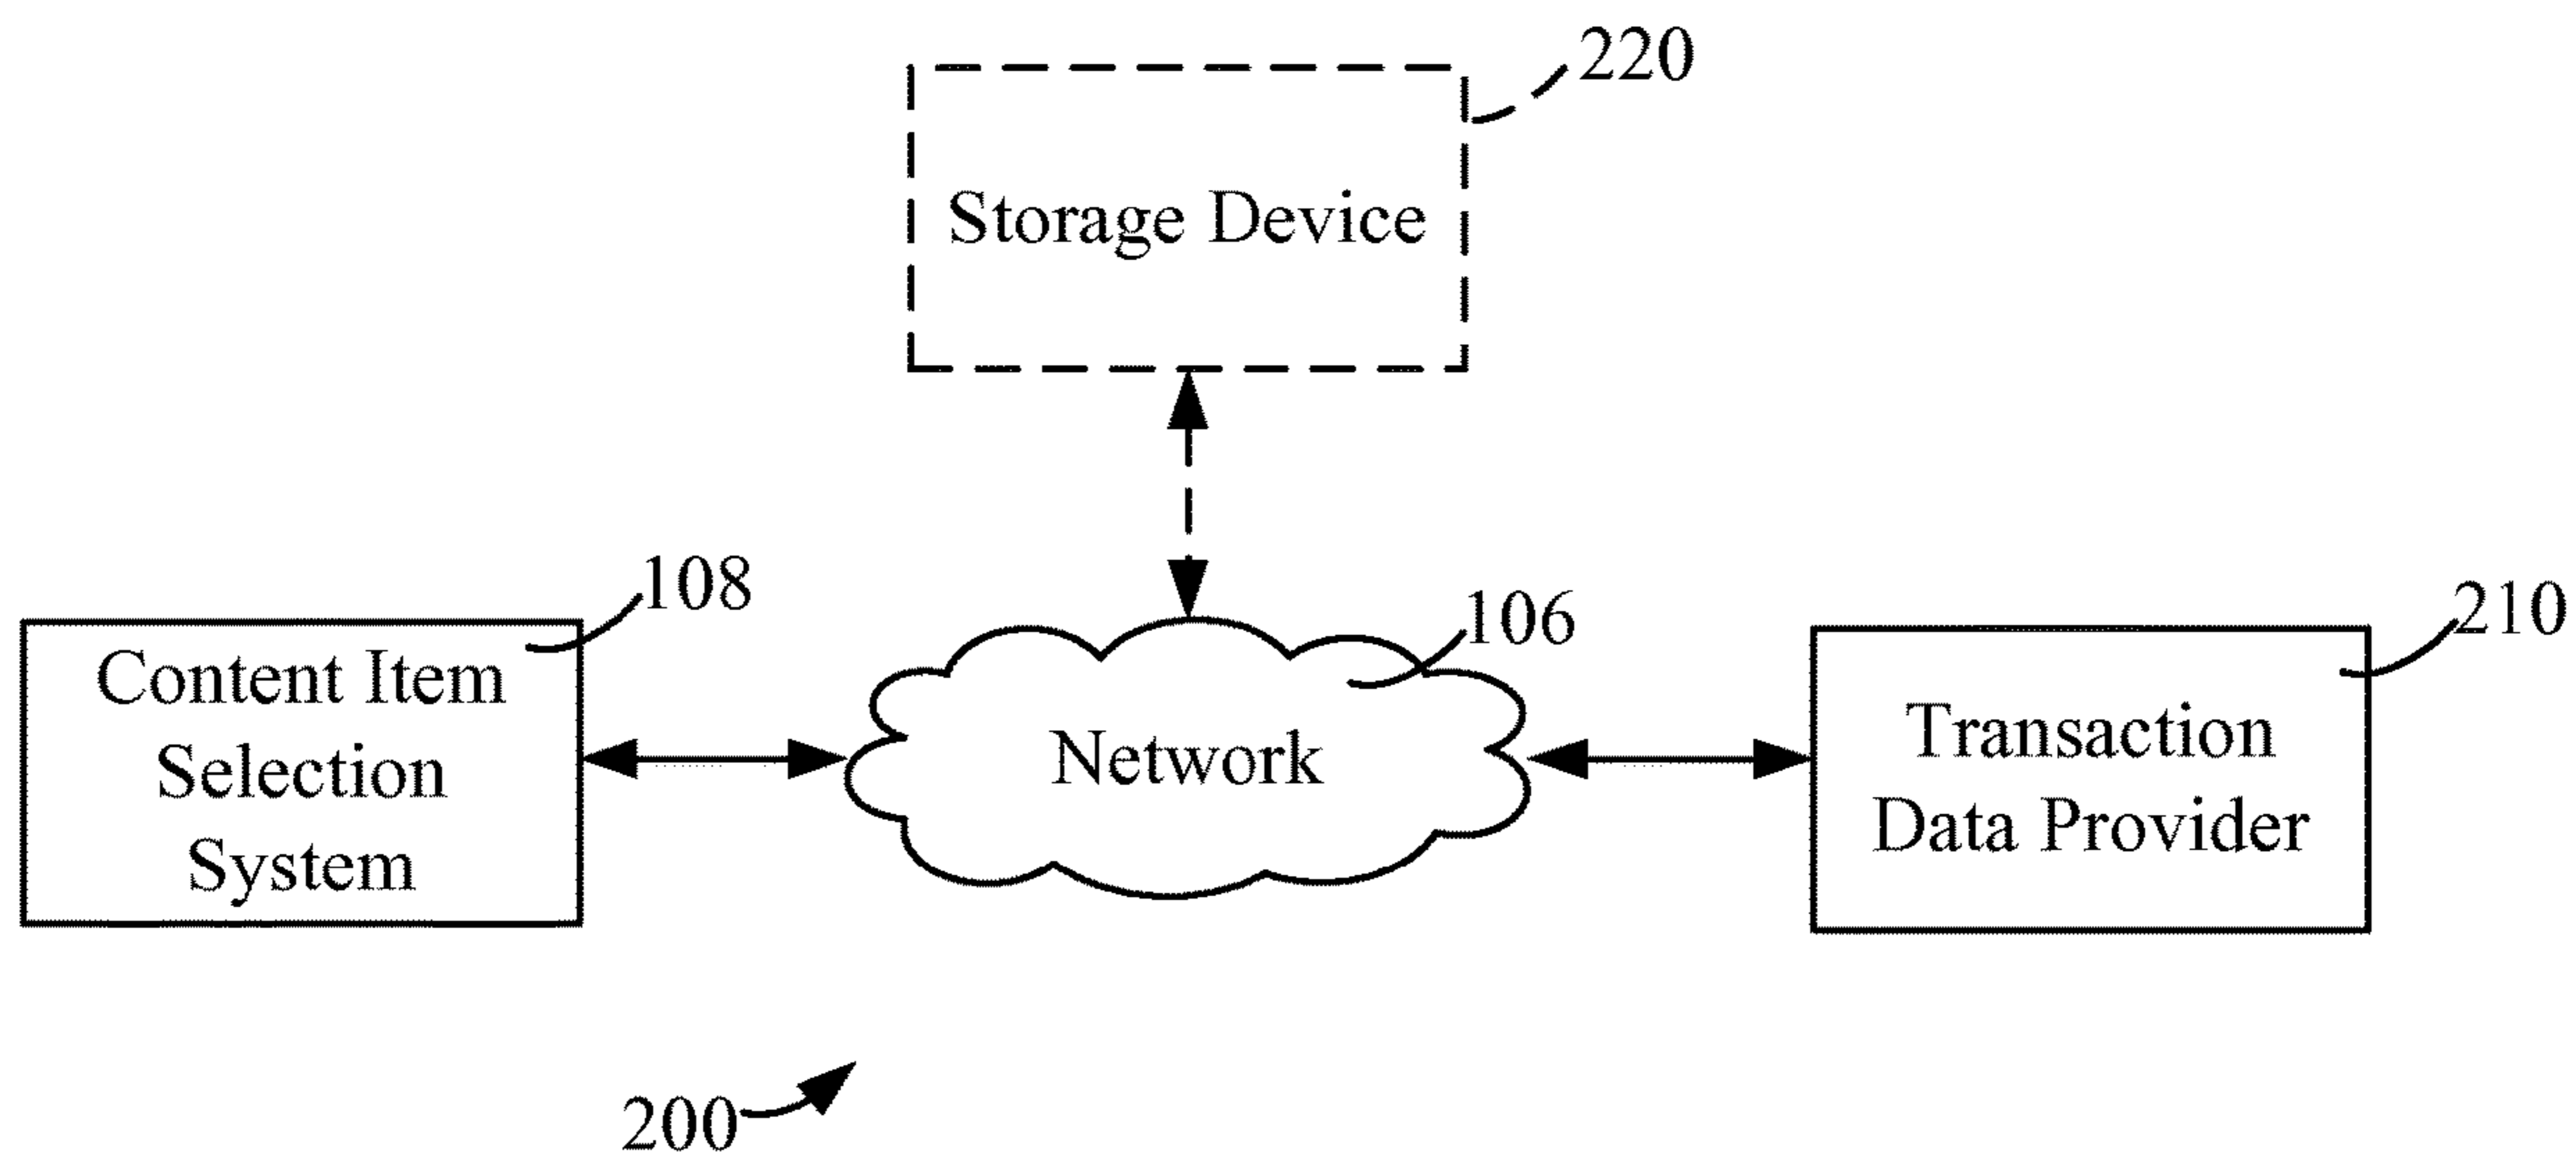 220
Storage Device
108
Content Item
Selection
System
106
Network
210
Transaction
Data Provider
200